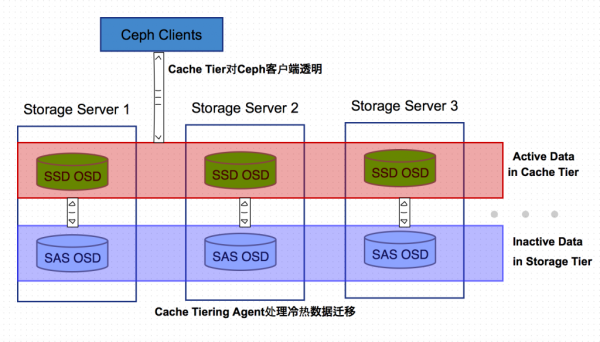 Ceph Clients
Cache Tier对Ceph客户端透明
Storage Server 1
Storage Server 2
Storage Server 3
SSD OSD
SSD OSD
SSD OSD
Active Data
in Cache Tier
SAS OSD
SAS OSD
SAS OSD
Inactive Data
in Storage Tier
Cache Tiering Agent处理冷热数据迁移